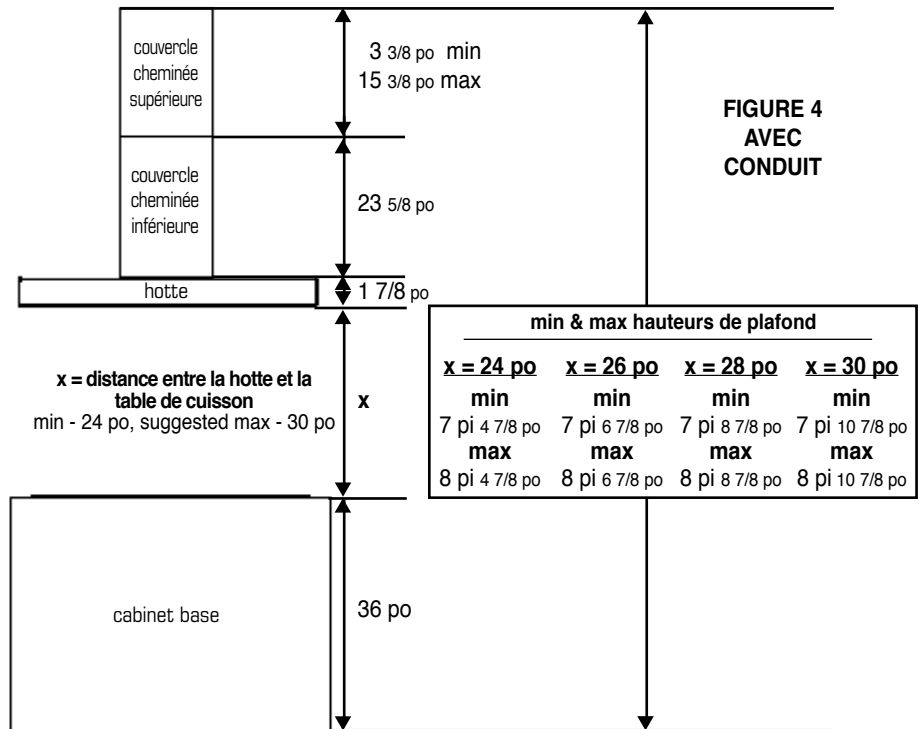 couvercle
cheminée
supérieure
3 3/8 po min
15 3/8 po max
FIGURE 4
AVEC
CONDUIT
couvercle
cheminée
inférieure
23 5/8 po
hotte
1 7/8 po
x = distance entre la hotte et la
table de cuisson
min - 24 po, suggested max - 30 po
x
min & max hauteurs de plafond
x = 24 po x = 26 po x = 28 po x = 30 po
min min min min
7 pi 4 7/8 po 7 pi 6 7/8 po 7 pi 8 7/8 po 7 pi 10 7/8 po
max max max max
8 pi 4 7/8 po 8 pi 6 7/8 po 8 pi 8 7/8 po 8 pi 10 7/8 po
cabinet base
36 po